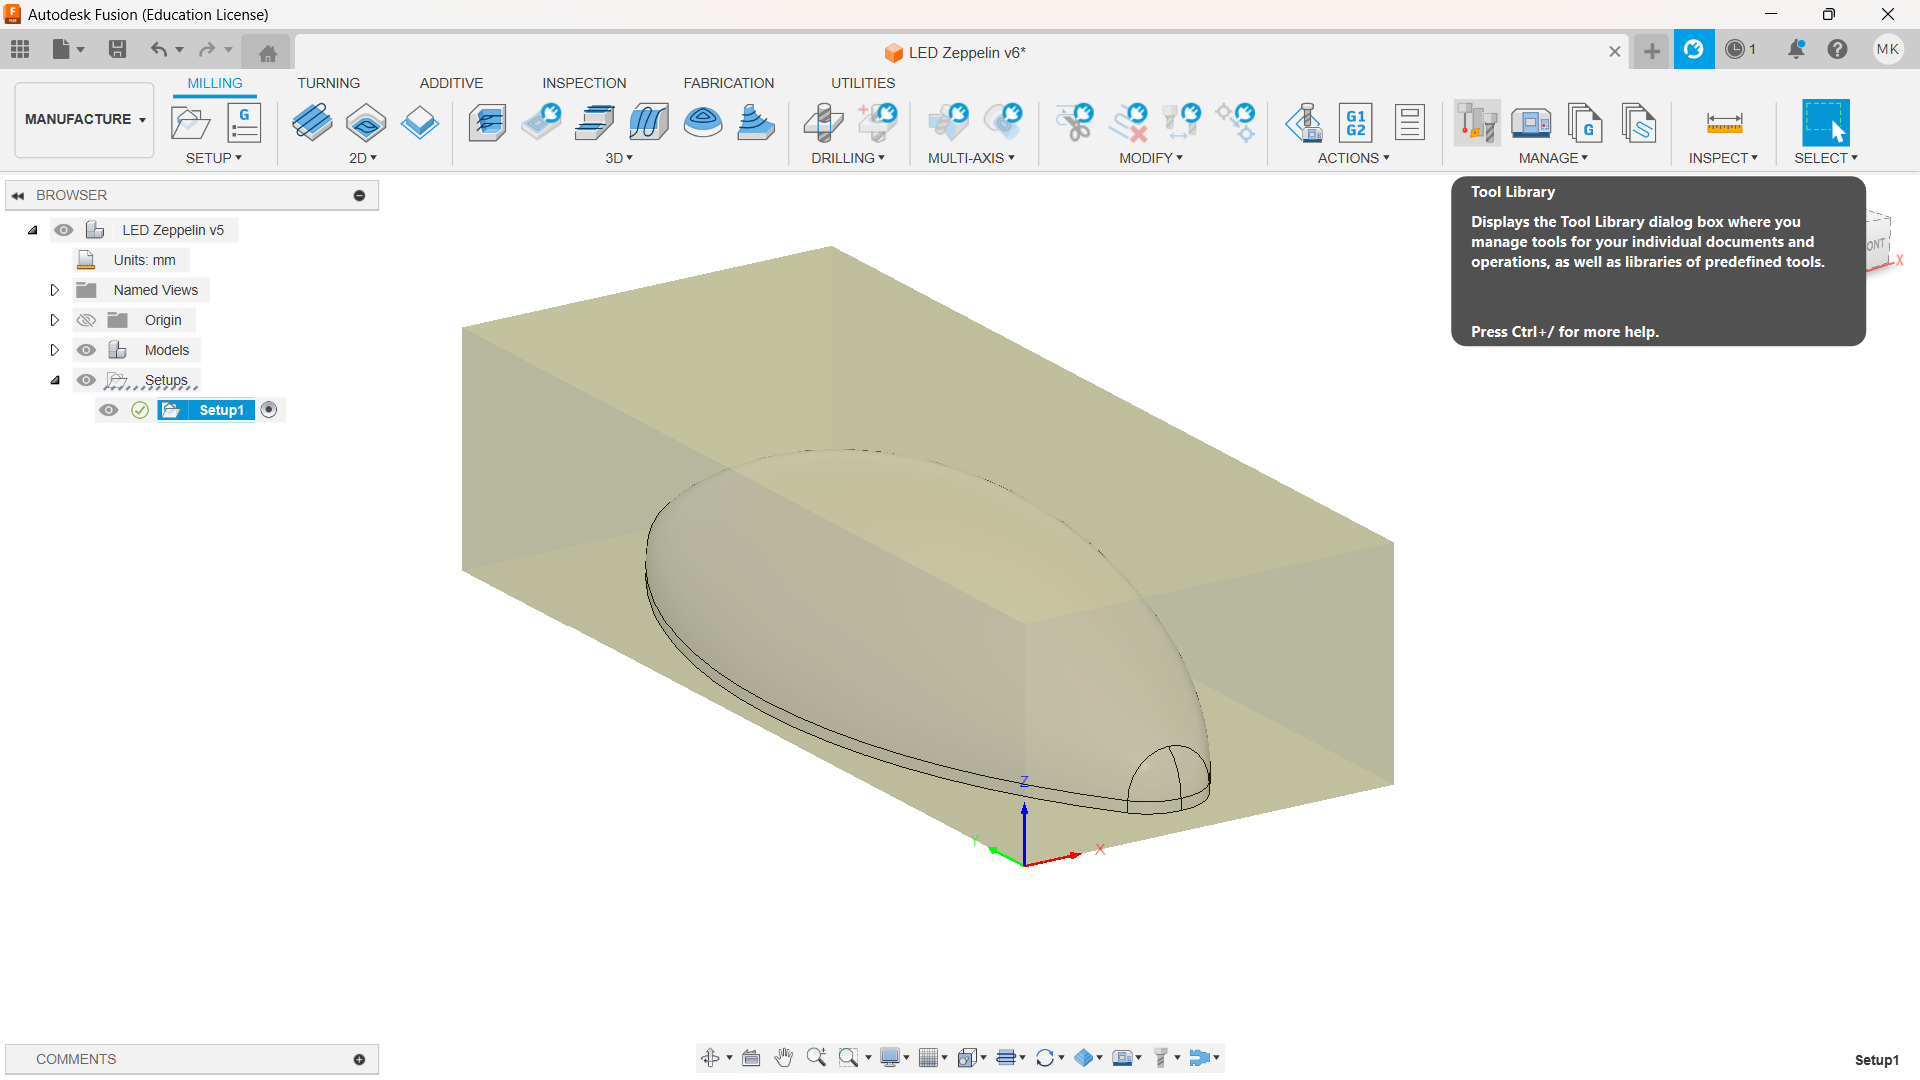 Autodesk Fusion (Education License)
LED Zeppelin v6*
1
MK
MANUFACTURE
MILLING
TURNING
ADDITIVE
INSPECTION
FABRICATION
UTILITIES
G
G1
G2
G
SETUP
2D
3D
DRILLING
MULTI-AXIS
MODIFY
ACTIONS
MANAGE
INSPECT
SELECT
BROWSER
LED Zeppelin v5
Units: mm
Named Views
Origin
Models
Setups
Setup1
Tool Library
Displays the Tool Library dialog box where you
manage tools for your individual documents and
operations, as well as libraries of predefined tools.
Press Ctrl+/ for more help.
ONT
X
Z
Y
X
COMMENTS
Setup1